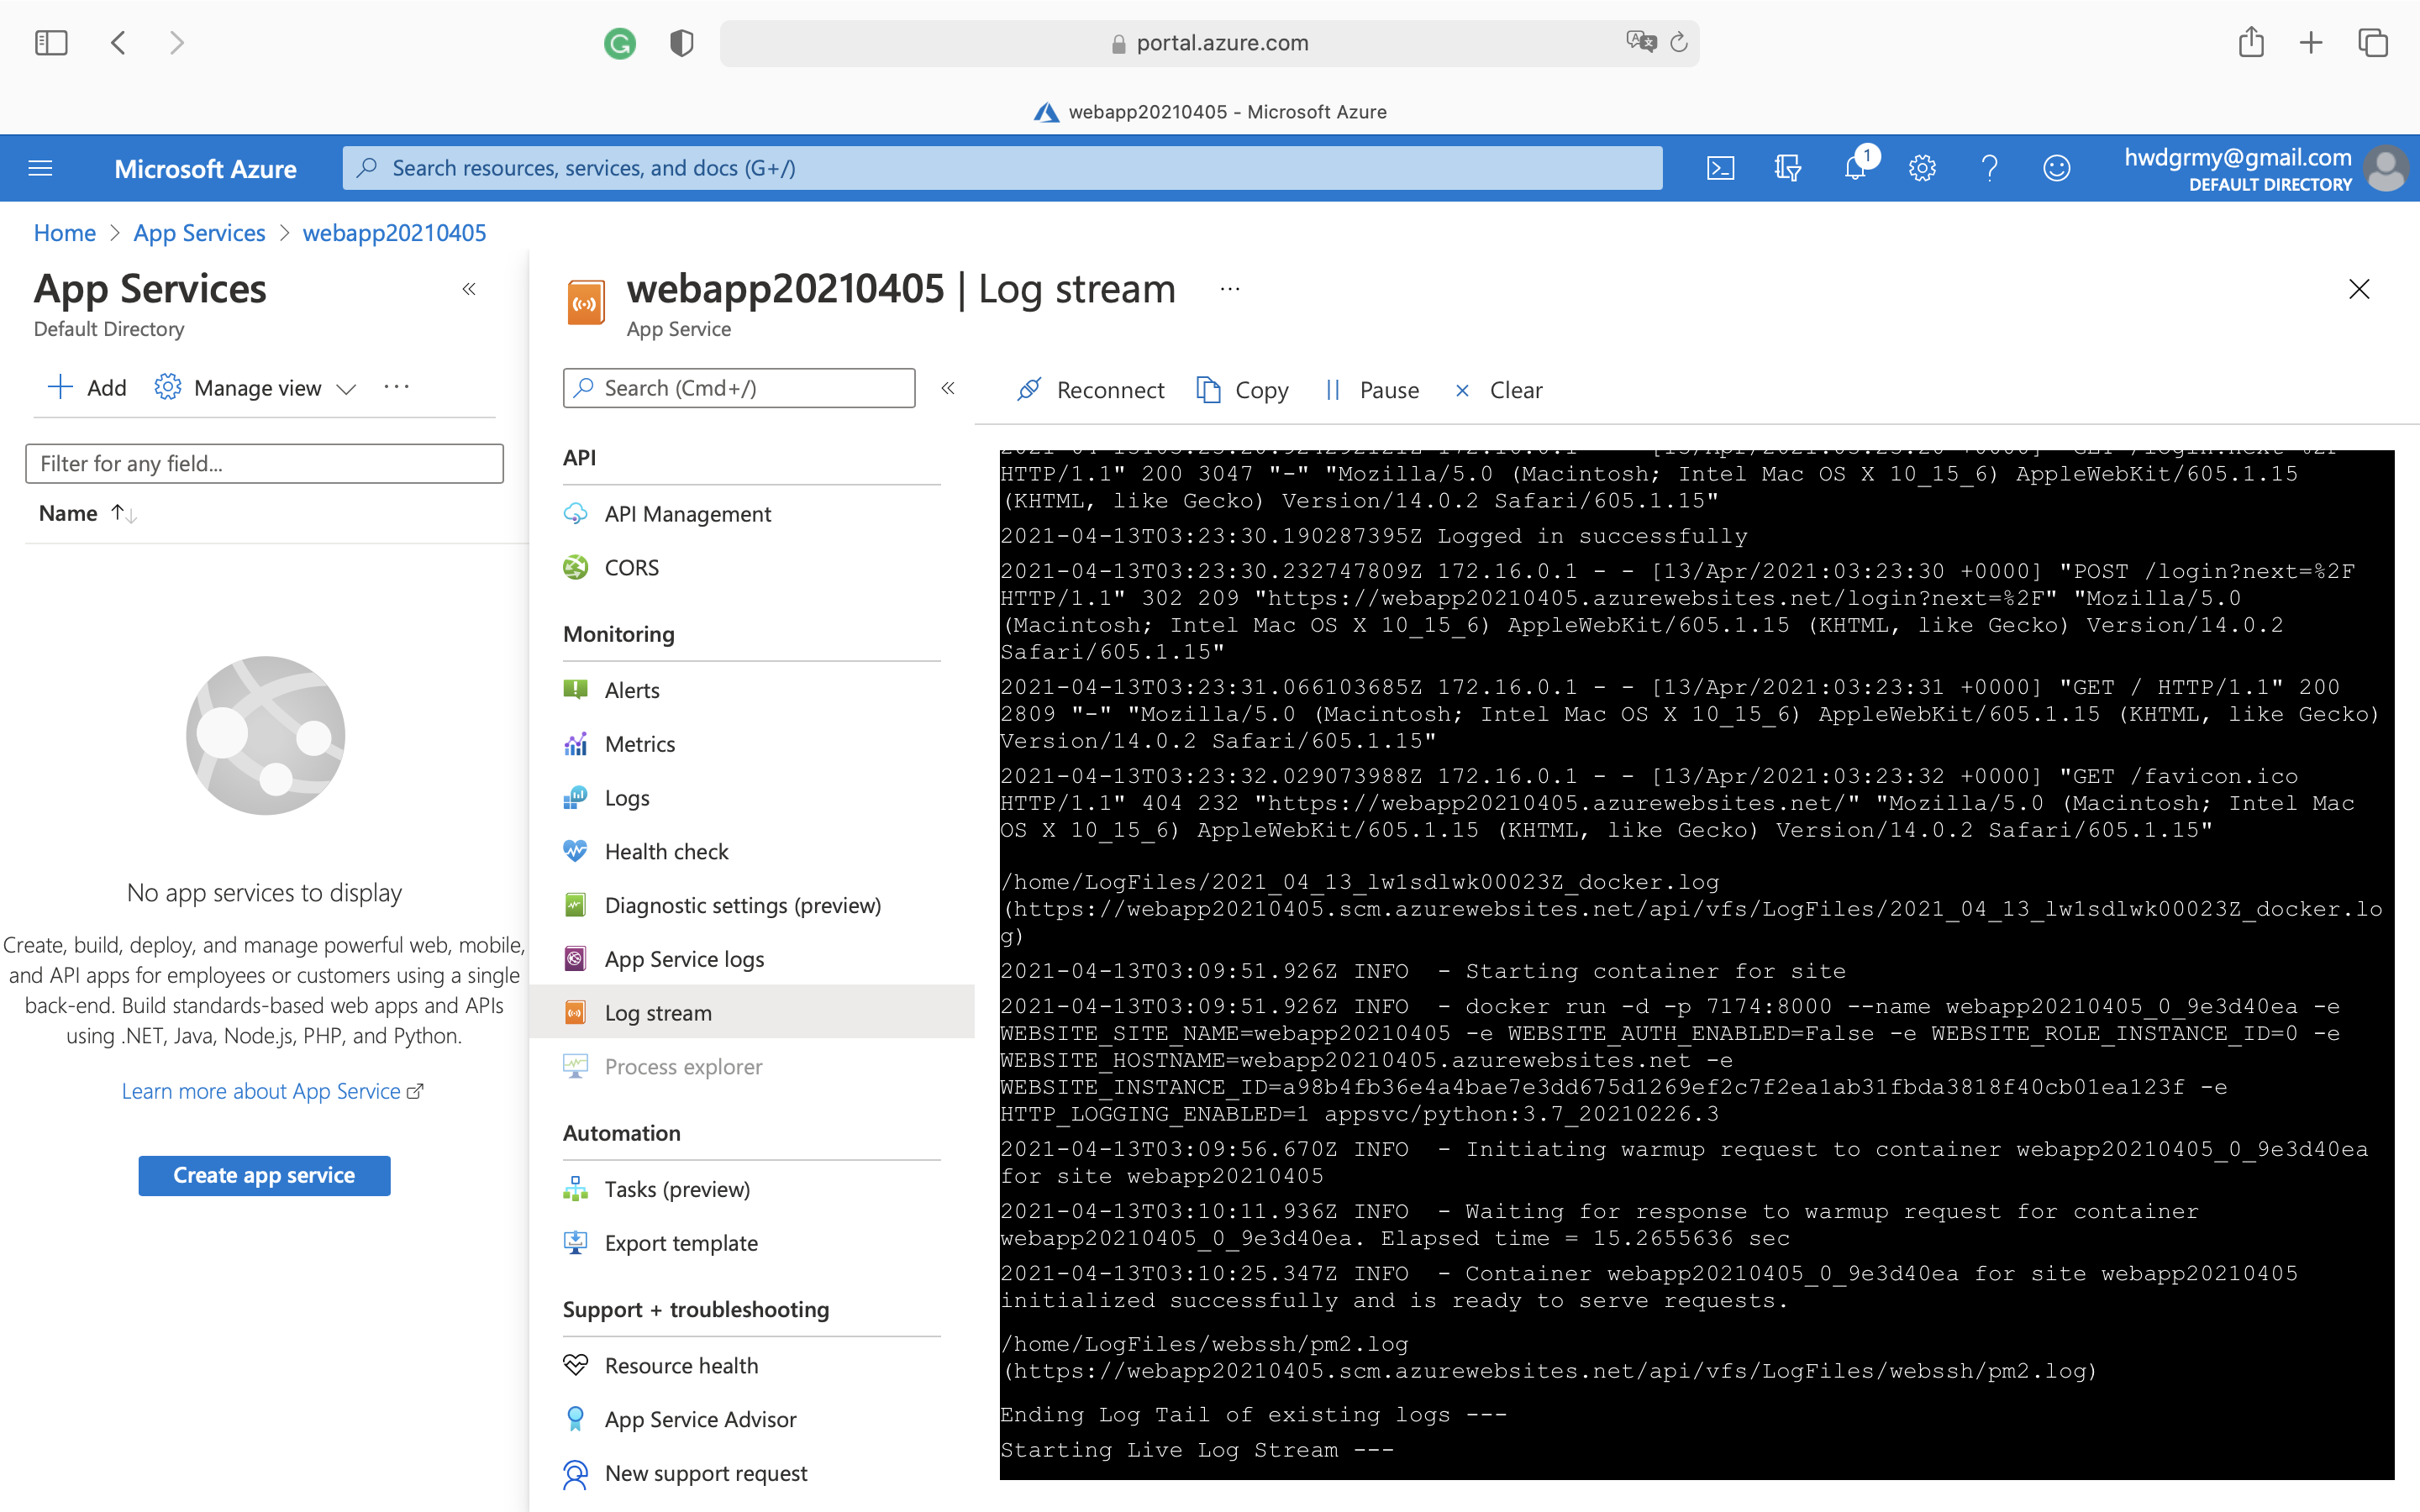 portal.azure.com
webapp20210405 - Microsoft Azure
Microsoft Azure
Search resources, services, and docs (G+/)
1
hwdgrmy@gmail.com
DEFAULT DIRECTORY
Home > App Services > webapp20210405
App Services
Default Directory
Add
Manage view
Filter for any field...
Name
No app services to display
Create, build, deploy, and manage powerful web, mobile,
and API apps for employees or customers using a single
back-end. Build standards-based web apps and APIs
using .NET, Java, Node.js, PHP, and Python.
Learn more about App Service
Create app service
webapp20210405 | Log stream
App Service
Search (Cmd+/)
API
API Management
CORS
Monitoring
Alerts
Metrics
Logs
Health check
Diagnostic settings (preview)
App Service logs
Log stream
Process explorer
Automation
Tasks (preview)
Export template
Support + troubleshooting
Resource health
App Service Advisor
New support request
Reconnect
Copy
Pause
Clear
HTTP/1.1" 200 3047 "-" "Mozilla/5.0 (Macintosh; Intel Mac OS X 10_15_6) AppleWebKit/605.1.15
(KHTML, like Gecko) Version/14.0.2 Safari/605.1.15"
2021-04-13T03:23:30.190287395Z Logged in successfully
2021-04-13T03:23:30.232747809Z 172.16.0.1 - - [13/Apr/2021:03:23:30 +0000] "POST /login?next=%2F
HTTP/1.1" 302 209 "https://webapp20210405.azurewebsites.net/login?next=%2F" "Mozilla/5.0
(Macintosh; Intel Mac OS X 10_15_6) AppleWebKit/605.1.15 (KHTML, like Gecko) Version/14.0.2
Safari/605.1.15"
2021-04-13T03:23:31.066103685Z 172.16.0.1 - - [13/Apr/2021:03:23:31 +0000] "GET / HTTP/1.1" 200
2809 "-" "Mozilla/5.0 (Macintosh; Intel Mac OS X 10_15_6) AppleWebKit/605.1.15 (KHTML, like Gecko)
Version/14.0.2 Safari/605.1.15"
2021-04-13T03:23:32.029073988Z 172.16.0.1 - - [13/Apr/2021:03:23:32 +0000] "GET /favicon.ico
HTTP/1.1" 404 232 "https://webapp20210405.azurewebsites.net/" "Mozilla/5.0 (Macintosh; Intel Mac
OS X 10_15_6) AppleWebKit/605.1.15 (KHTML, like Gecko) Version/14.0.2 Safari/605.1.15"
/home/LogFiles/2021_04_13_lw1sdlwk00023Z_docker.log
(https://webapp20210405.scm.azurewebsites.net/api/vfs/LogFiles/2021_04_13_lw1sdlwk00023Z_docker.lo
g)
2021-04-13T03:09:51.926Z INFO  - Starting container for site
2021-04-13T03:09:51.926Z INFO  - docker run -d -p 7174:8000 --name webapp20210405_0_9e3d40ea -e
WEBSITE_SITE_NAME=webapp20210405 -e WEBSITE_AUTH_ENABLED=False -e WEBSITE_ROLE_INSTANCE_ID=0 -e
WEBSITE_HOSTNAME=webapp20210405.azurewebsites.net -e
WEBSITE_INSTANCE_ID=a98b4fb36e4a4bae7e3dd675d1269ef2c7f2ea1ab31fbda3818f40cb01ea123f -e
HTTP_LOGGING_ENABLED=1 appsvc/python:3.7_20210226.3
2021-04-13T03:09:56.670Z INFO  - Initiating warmup request to container webapp20210405_0_9e3d40ea
for site webapp20210405
2021-04-13T03:10:11.936Z INFO  - Waiting for response to warmup request for container
webapp20210405_0_9e3d40ea. Elapsed time = 15.2655636 sec
2021-04-13T03:10:25.347Z INFO  - Container webapp20210405_0_9e3d40ea for site webapp20210405
initialized successfully and is ready to serve requests.
/home/LogFiles/webssh/pm2.log
(https://webapp20210405.scm.azurewebsites.net/api/vfs/LogFiles/webssh/pm2.log)
Ending Log Tail of existing logs ---
Starting Live Log Stream ---